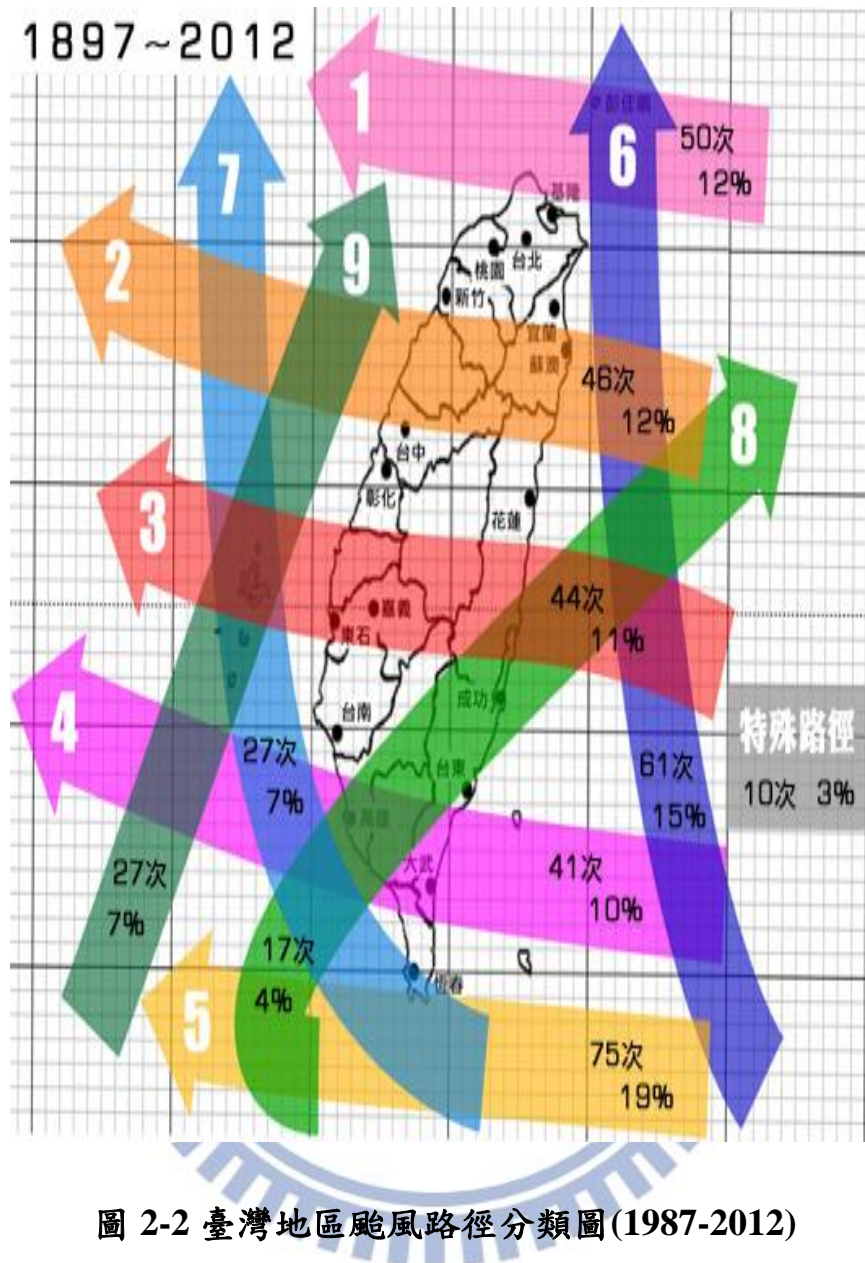 1897~2012
1
彭佳嶼
6
50次
12%
7
基隆
9
2
台北
桃園
新竹
宜蘭
蘇澳
46次
12%
8
台中
彰化
3
花蓮
44次
11%
嘉義
東石
成功
4
台南
特殊路徑
10次 3%
27次
7%
台東
61次
15%
高雄
大武
41次
10%
27次
7%
17次
4%
恆春
5
75次
19%
圖 2-2 臺灣地區颱風路徑分類圖(1987-2012)